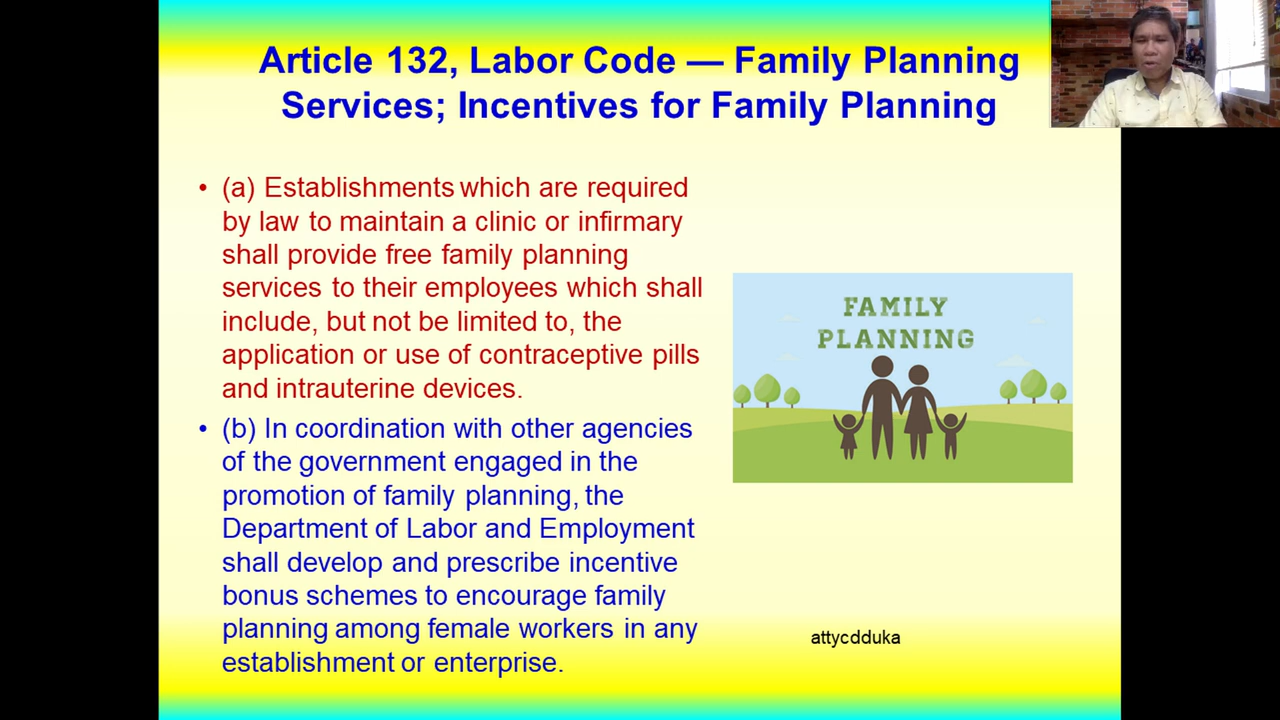 Article 132, Labor Code — Family Planning
Services; Incentives for Family Planning
• (a) Establishments which are required
by law to maintain a clinic or infirmary
shall provide free family planning
services to their employees which shall
include, but not be limited to, the
application or use of contraceptive pills
and intrauterine devices.
• (b) In coordination with other agencies
of the government engaged in the
promotion of family planning, the
Department of Labor and Employment
shall develop and prescribe incentive
bonus schemes to encourage family
planning among female workers in any
establishment or enterprise.
FAMILY
PLANNING
attycdduka